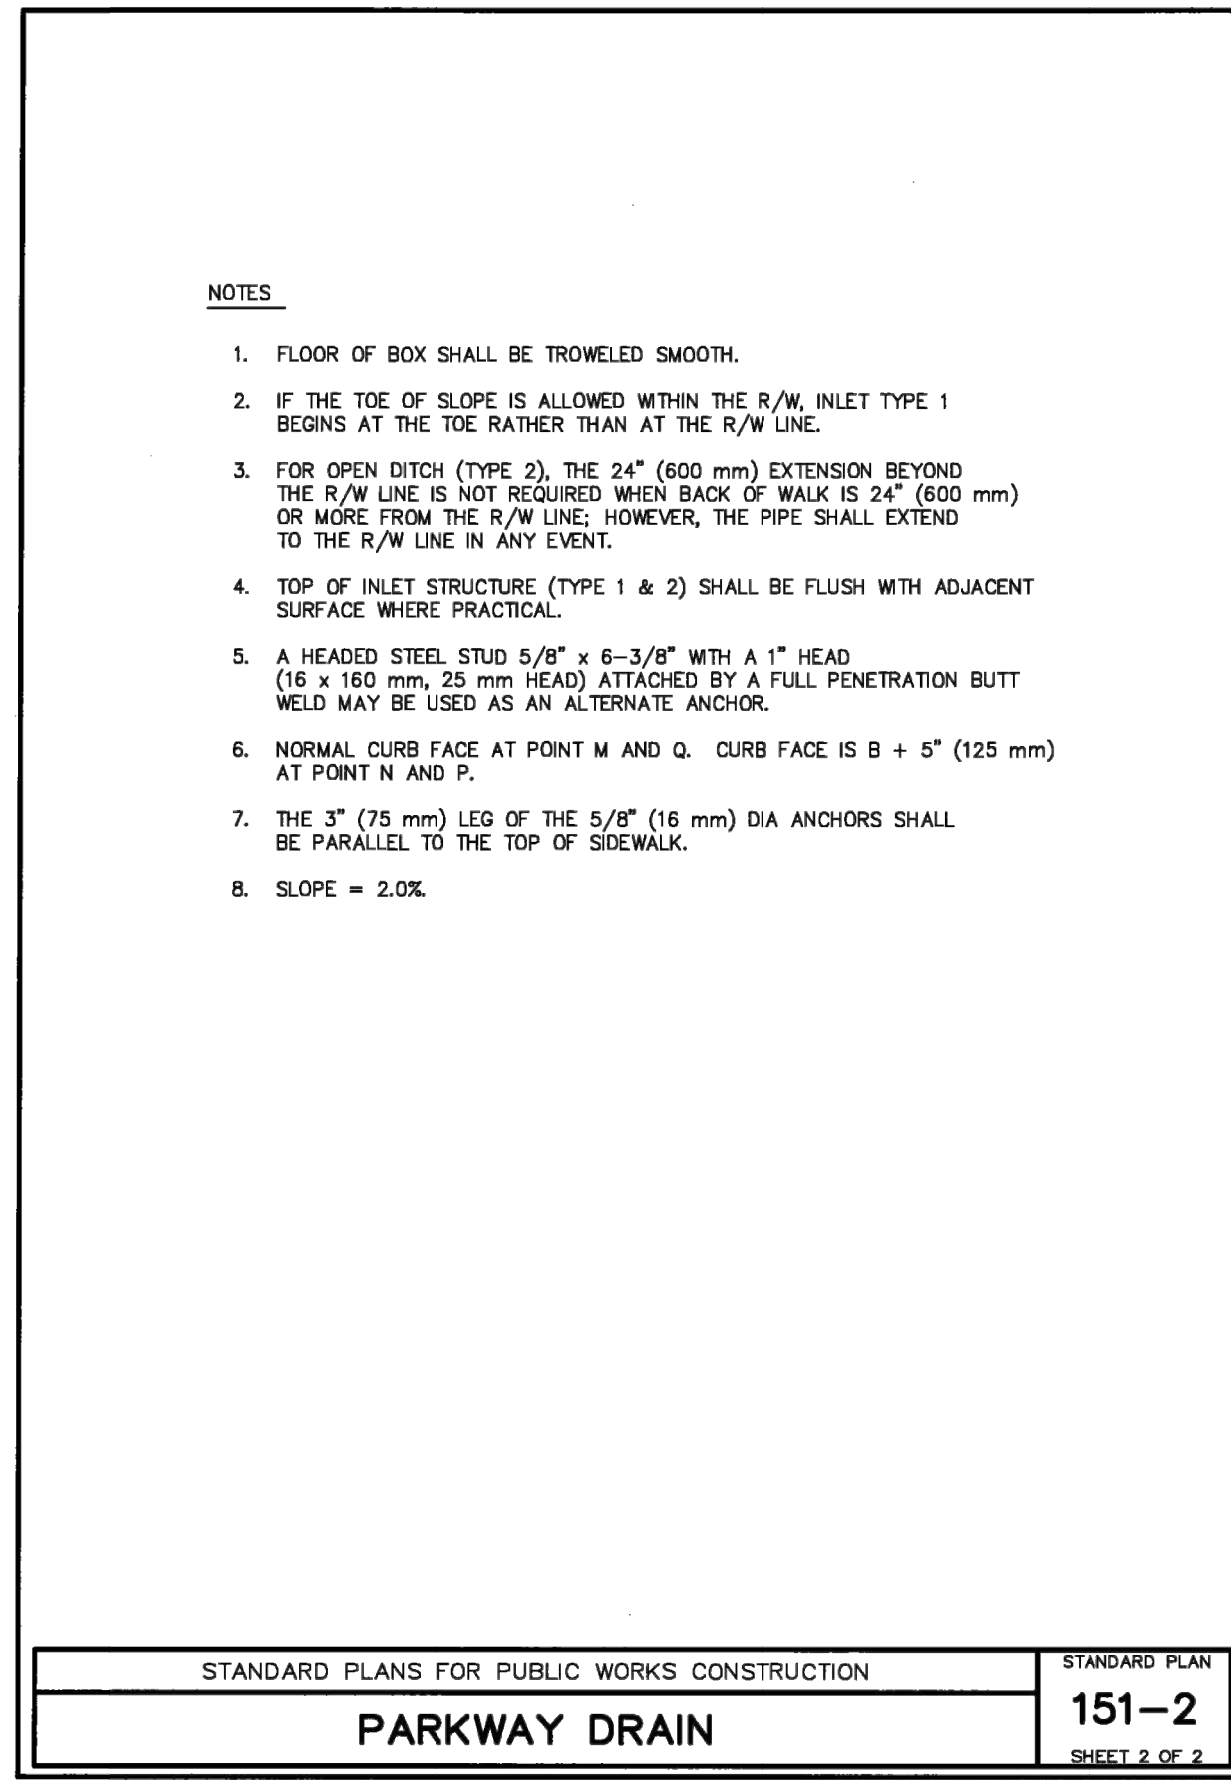 NOTES
1. FLOOR OF BOX SHALL BE TROWELED SMOOTH.
2. IF THE TOE OF SLOPE IS ALLOWED WITHIN THE R/W, INLET TYPE 1
BEGINS AT THE TOE RATHER THAN AT THE R/W LINE.
3. FOR OPEN DITCH (TYPE 2), THE 24" (600 mm) EXTENSION BEYOND
THE R/W LINE IS NOT REQUIRED WHEN BACK OF WALK IS 24" (600 mm)
OR MORE FROM THE R/W LINE; HOWEVER, THE PIPE SHALL EXTEND
TO THE R/W LINE IN ANY EVENT.
4. TOP OF INLET STRUCTURE (TYPE 1 & 2) SHALL BE FLUSH WITH ADJACENT
SURFACE WHERE PRACTICAL.
5. A HEADED STEEL STUD 5/8" x 6-3/8" WITH A 1" HEAD
(16 x 160 mm, 25 mm HEAD) ATTACHED BY A FULL PENETRATION BUTT
WELD MAY BE USED AS AN ALTERNATE ANCHOR.
6. NORMAL CURB FACE AT POINT M AND Q. CURB FACE IS B + 5" (125 mm)
AT POINT N AND P.
7. THE 3" (75 mm) LEG OF THE 5/8" (16 mm) DIA ANCHORS SHALL
BE PARALLEL TO THE TOP OF SIDEWALK.
8. SLOPE = 2.0%.
STANDARD PLANS FOR PUBLIC WORKS CONSTRUCTION
PARKWAY DRAIN
STANDARD PLAN
151-2
SHEET 2 OF 2